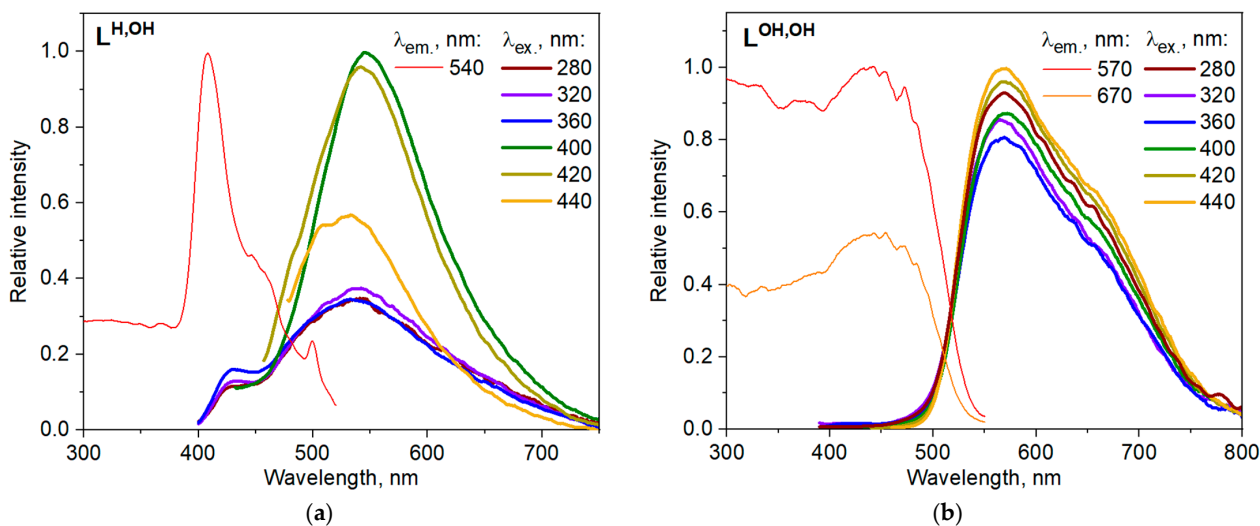 L^H,OH
λem., nm: λex., nm:
540 280
320
360
400
420
440
1.0
0.8
0.6
0.4
0.2
0.0
Relative intensity
300 400 500 600 700
Wavelength, nm
(a)
L^OH,OH
λem., nm: λex., nm:
570 280
670 320
360
400
420
440
1.0
0.8
0.6
0.4
0.2
0.0
Relative intensity
300 400 500 600 700 800
Wavelength, nm
(b)